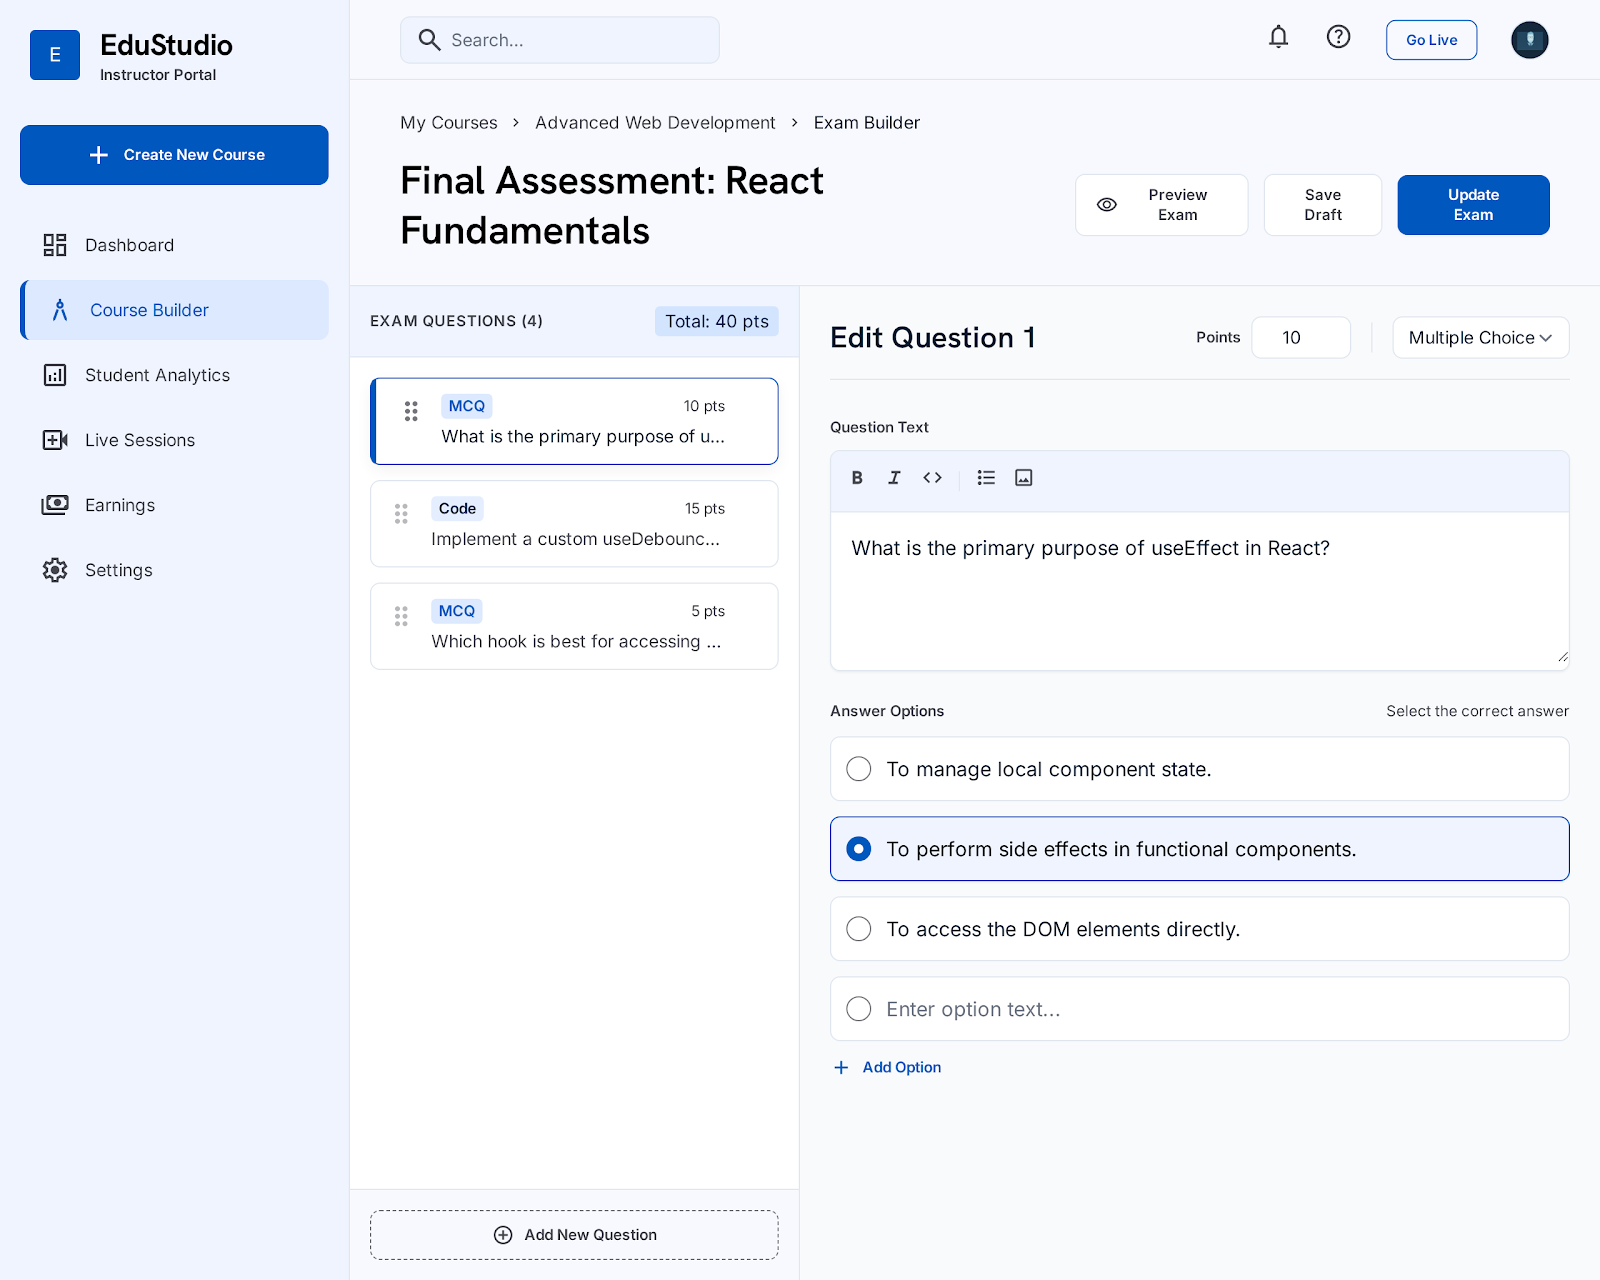 E
EduStudio
Instructor Portal
Create New Course
Dashboard
Course Builder
Student Analytics
Live Sessions
Earnings
Settings
Search...
Go Live
My Courses > Advanced Web Development > Exam Builder
Final Assessment: React
Fundamentals
Preview
Exam
Save
Draft
Update
Exam
EXAM QUESTIONS (4)
Total: 40 pts
MCQ
10 pts
What is the primary purpose of u...
Code
15 pts
Implement a custom useDebounc...
MCQ
5 pts
Which hook is best for accessing ...
Add New Question
Edit Question 1
Points
10
Multiple Choice
Question Text
B I <>
What is the primary purpose of useEffect in React?
Answer Options
Select the correct answer
To manage local component state.
To perform side effects in functional components.
To access the DOM elements directly.
Enter option text...
Add Option